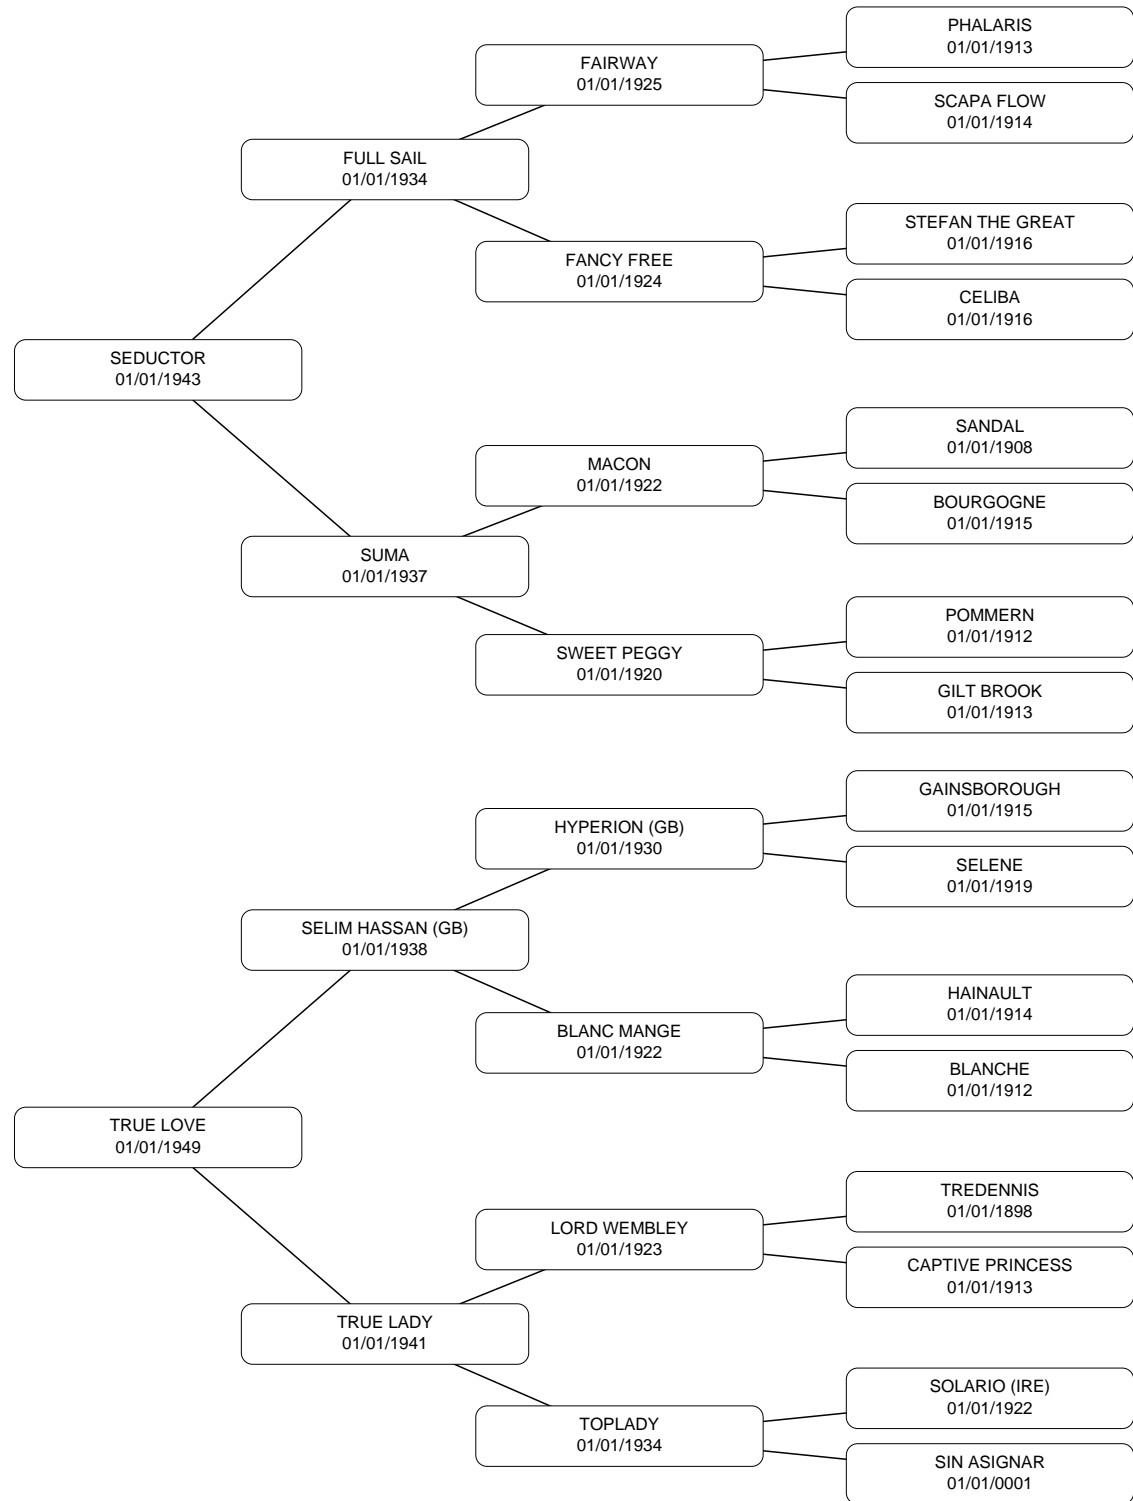 PHALARIS
01/01/1913
FAIRWAY
01/01/1925
SCAPA FLOW
01/01/1914
FULL SAIL
01/01/1934
STEFAN THE GREAT
01/01/1916
FANCY FREE
01/01/1924
CELIBA
01/01/1916
SEDUCTOR
01/01/1943
SANDAL
01/01/1908
MACON
01/01/1922
BOURGOGNE
01/01/1915
SUMA
01/01/1937
POMMERN
01/01/1912
SWEET PEGGY
01/01/1920
GILT BROOK
01/01/1913
GAINSBOROUGH
01/01/1915
HYPERION (GB)
01/01/1930
SELENE
01/01/1919
SELIM HASSAN (GB)
01/01/1938
HAINAULT
01/01/1914
BLANC MANGE
01/01/1922
BLANCHE
01/01/1912
TRUE LOVE
01/01/1949
TREDENNIS
01/01/1898
LORD WEMBLEY
01/01/1923
CAPTIVE PRINCESS
01/01/1913
TRUE LADY
01/01/1941
SOLARIO (IRE)
01/01/1922
TOPLADY
01/01/1934
SIN ASIGNAR
01/01/0001